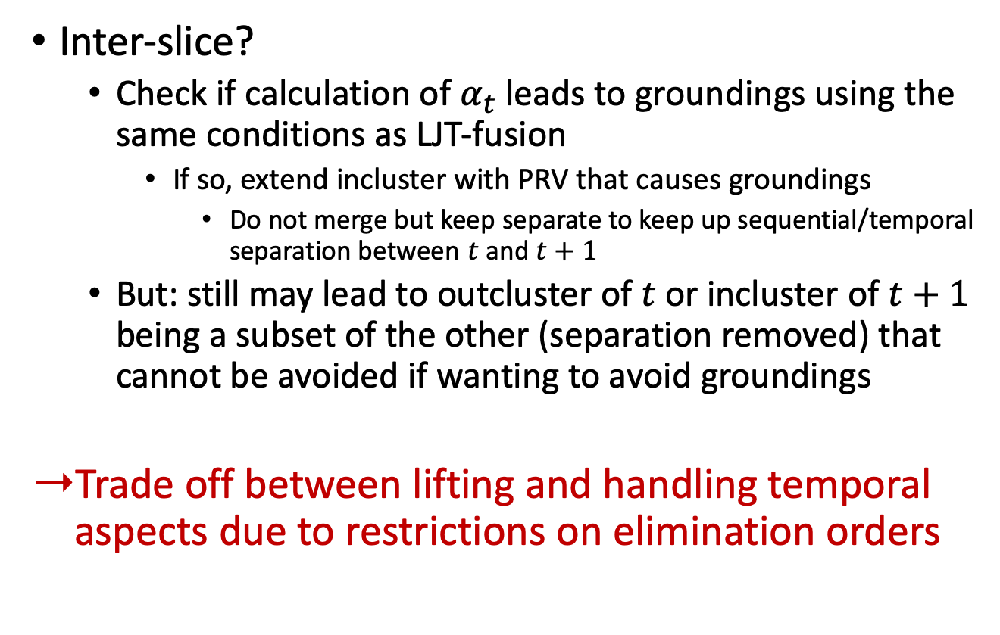 • Inter-slice?
• Check if calculation of 𝛼ₜ leads to groundings using the
same conditions as LJT-fusion
• If so, extend incluster with PRV that causes groundings
• Do not merge but keep separate to keep up sequential/temporal
separation between 𝑡 and 𝑡 + 1
• But: still may lead to outcluster of 𝑡 or incluster of 𝑡 + 1
being a subset of the other (separation removed) that
cannot be avoided if wanting to avoid groundings
→Trade off between lifting and handling temporal
aspects due to restrictions on elimination orders